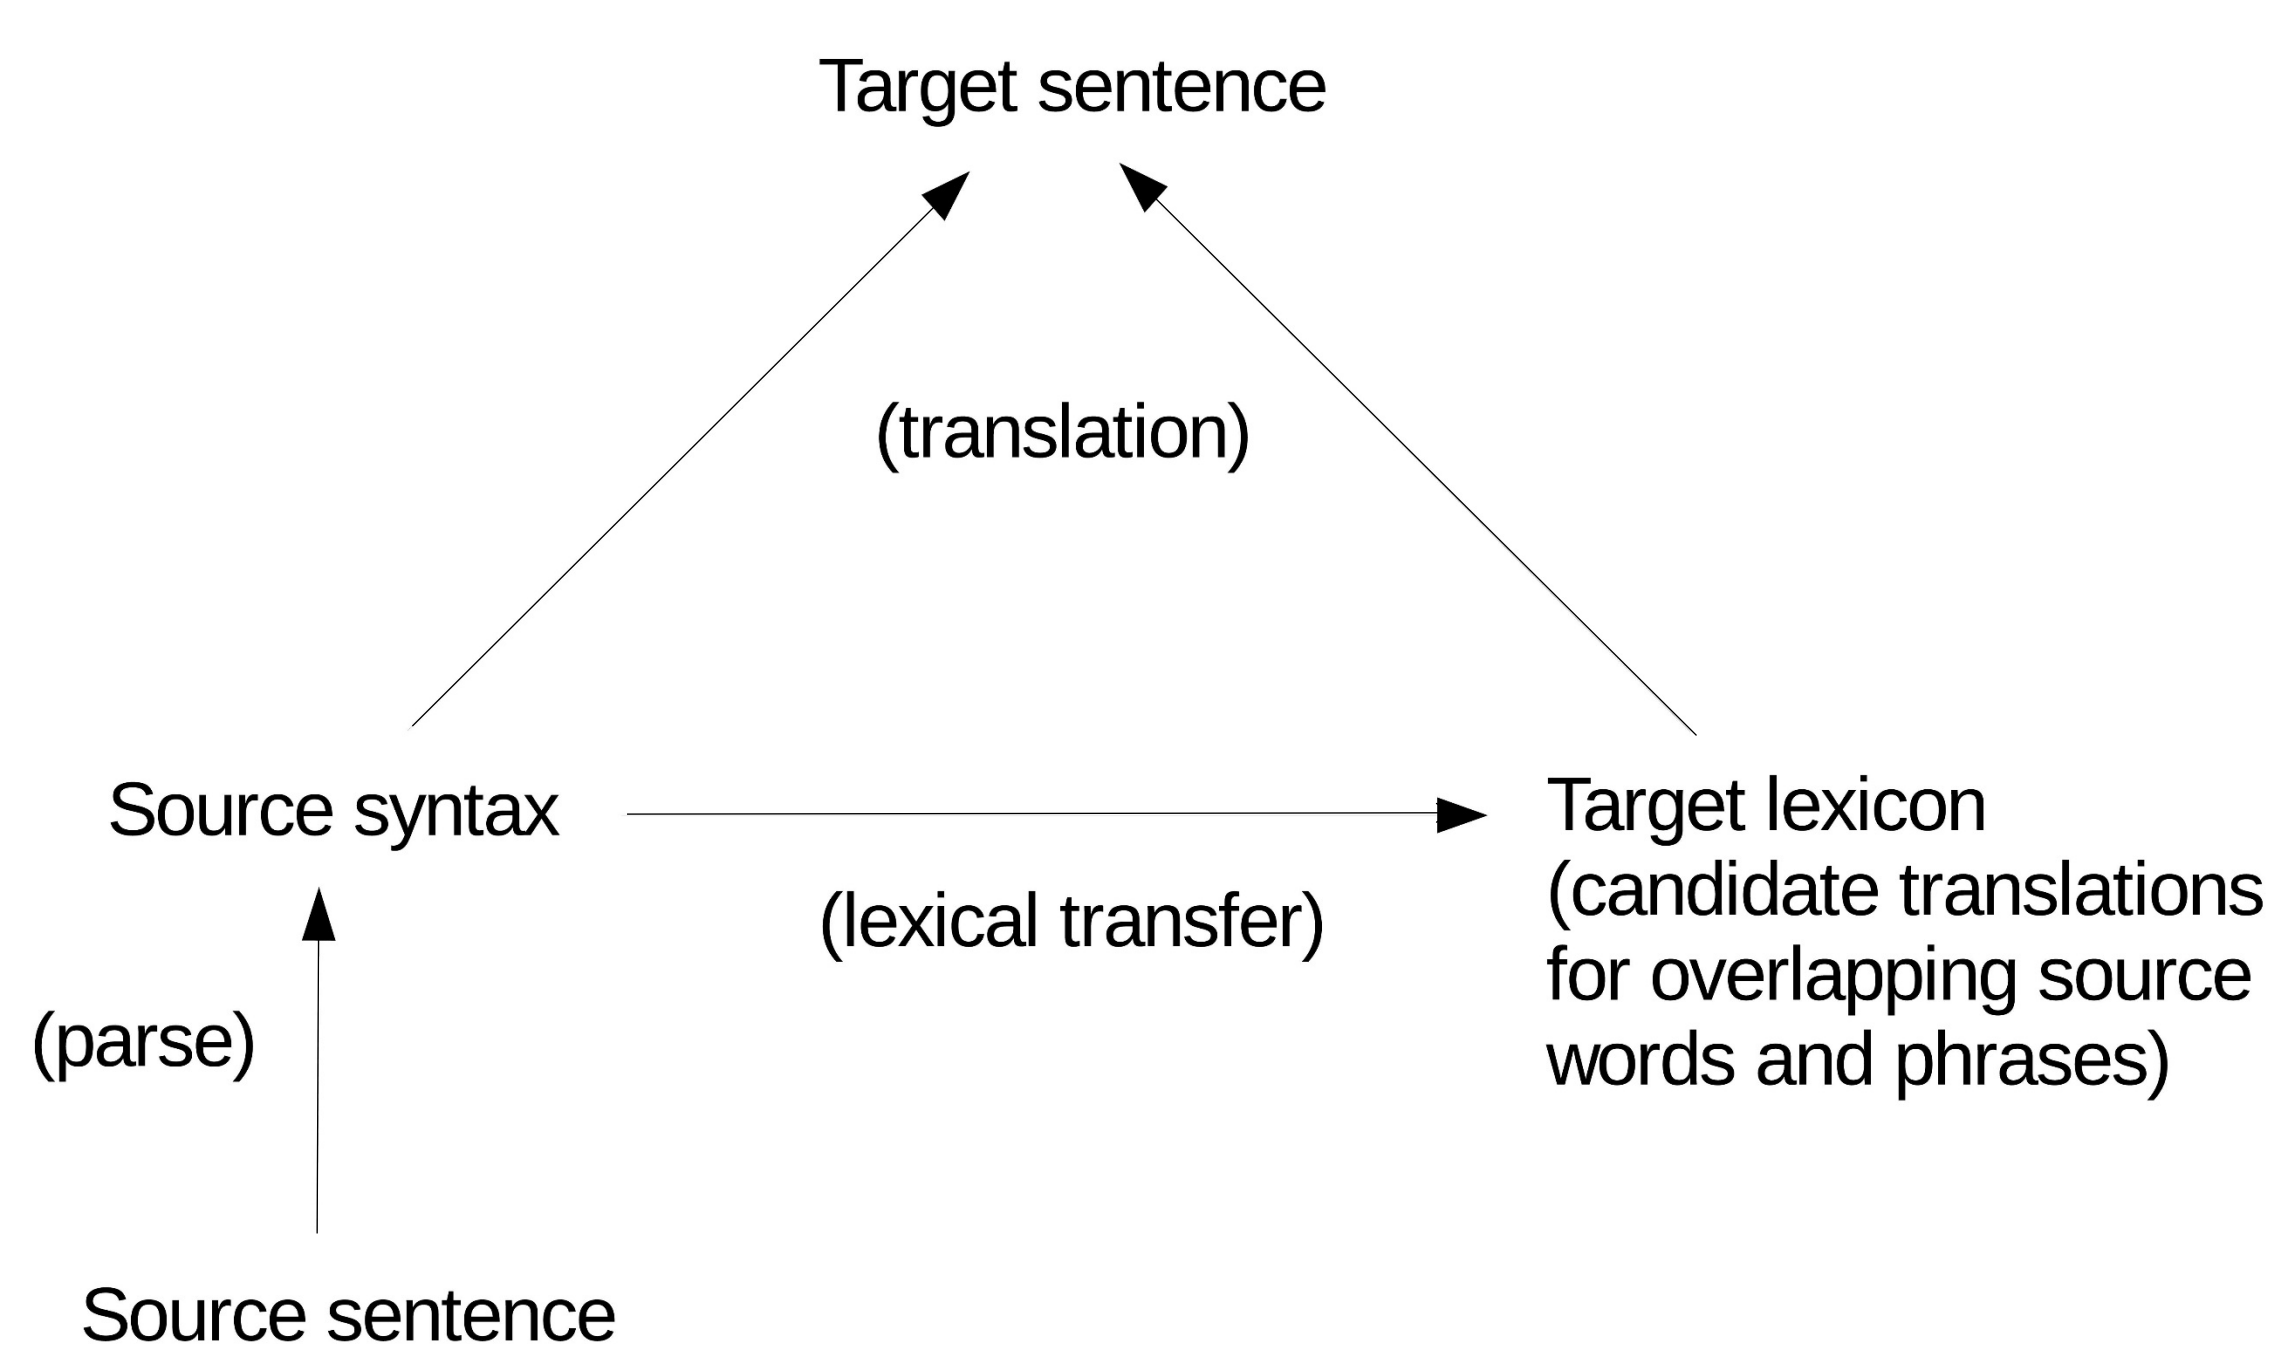 Target sentence
(translation)
Source syntax
Target lexicon
(candidate translations
for overlapping source
words and phrases)
(lexical transfer)
(parse)
Source sentence